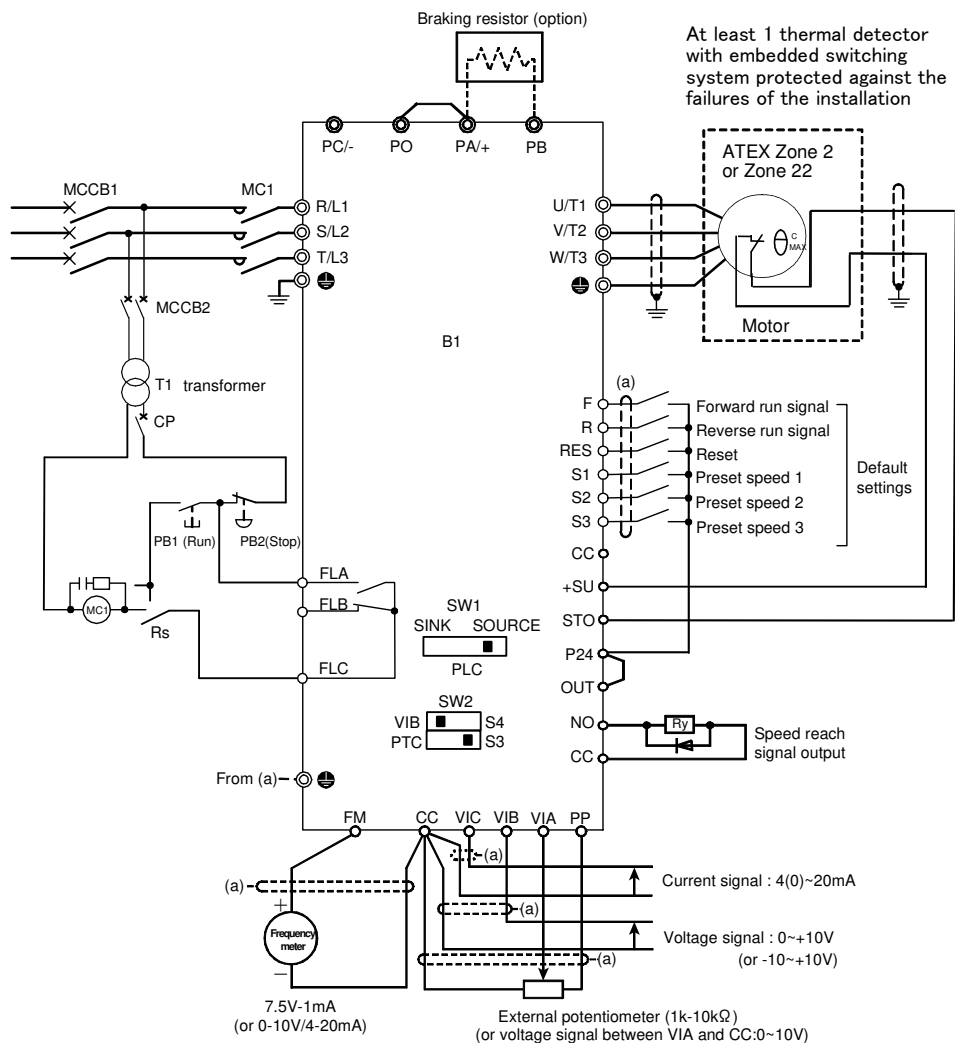 Braking resistor (option)
At least 1 thermal detector
with embedded switching
system protected against the
failures of the installation
PC/- PO PA/+ PB
ATEX Zone 2
or Zone 22
MCCB1 MC1
R/L1
S/L2
T/L3
U/T1
V/T2
W/T3
θ C MAX
Motor
MCCB2
B1
T1 transformer
CP
(a)
F Forward run signal
R Reverse run signal
RES Reset
S1 Preset speed 1
S2 Preset speed 2
S3 Preset speed 3
Default
settings
CC
+SU
STO
P24
OUT
PB1 (Run) PB2(Stop)
FLA
FLB
FLC
MC1
Rs
SW1
SINK SOURCE
PLC
SW2
VIB S4
PTC S3
NO Ry
CC
Speed reach
signal output
From (a)
FM CC VIC VIB VIA PP
(a)
(a)
Current signal : 4(0)~20mA
(a)
+
Frequency
meter
−
Voltage signal : 0~+10V
(or -10~+10V)
(a)
7.5V-1mA
(or 0-10V/4-20mA)
External potentiometer (1k-10kΩ)
(or voltage signal between VIA and CC:0~10V)